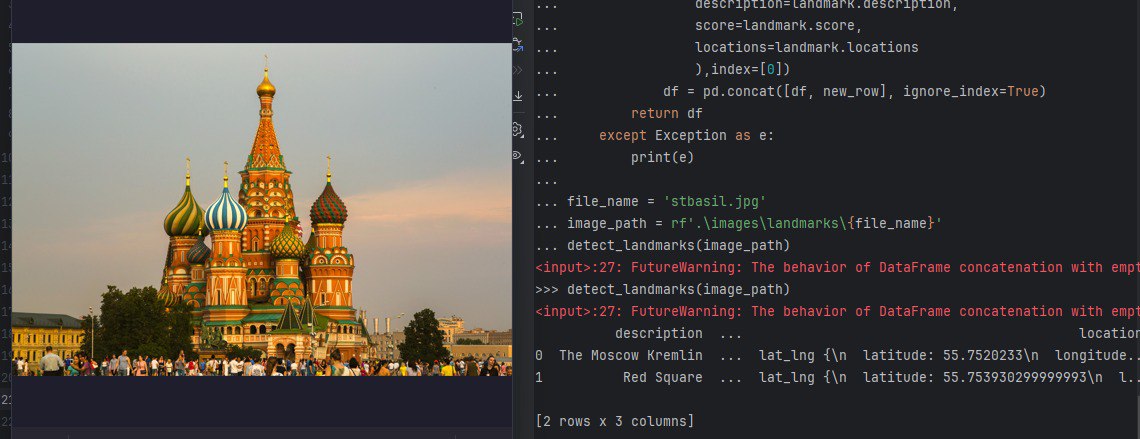 ... description=landmark.description,
... score=landmark.score,
... locations=landmark.locations
... ),index=[0])
... df = pd.concat([df, new_row], ignore_index=True)
... return df
... except Exception as e:
... print(e)
...
... file_name = 'stbasil.jpg'
... image_path = rf'.\images\landmarks\{file_name}'
... detect_landmarks(image_path)
<input>:27: FutureWarning: The behavior of DataFrame concatenation with empt
>>> detect_landmarks(image_path)
<input>:27: FutureWarning: The behavior of DataFrame concatenation with empt
description ... location
0 The Moscow Kremlin ... lat_lng {\n latitude: 55.7520233\n longitude...
1 Red Square ... lat_lng {\n latitude: 55.753930299999993\n l...
[2 rows x 3 columns]